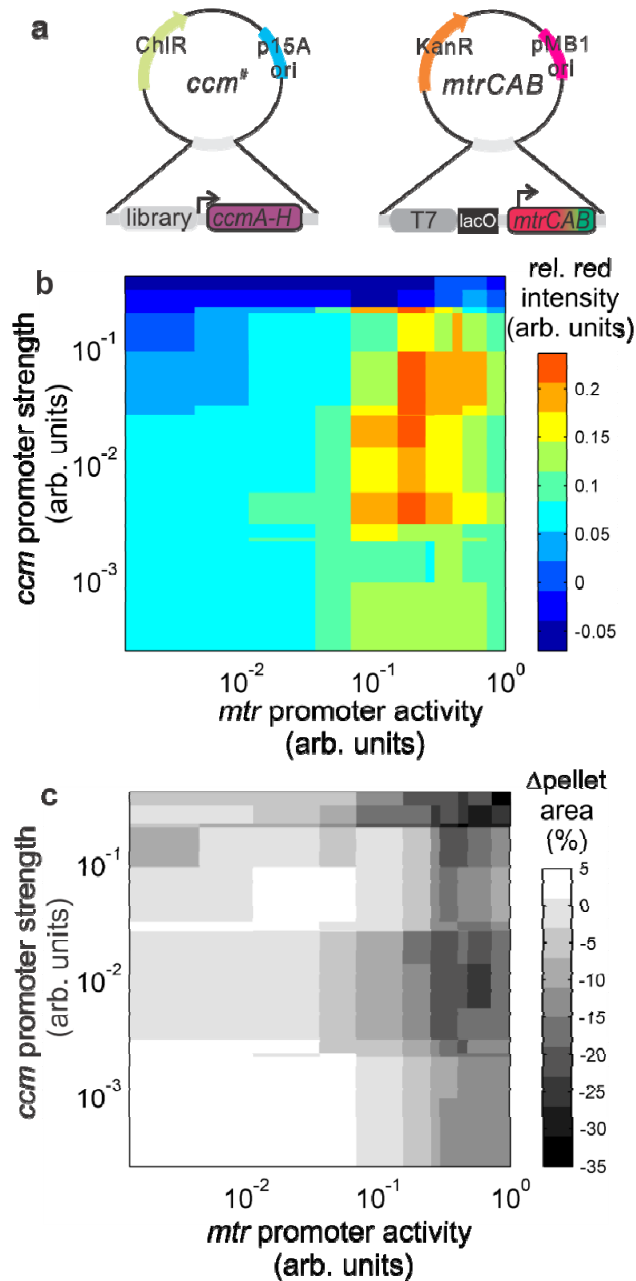 a
ChlR
p15A
ori
ccm#
KanR
pMB1
ori
mtrCAB
library
ccmA-H
T7
lacO
mtrCAB
b
rel. red
intensity
(arb. units)
ccm promoter strength
(arb. units)
10-1
10-2
10-3
0.2
0.15
0.1
0.05
0
-0.05
10-2
10-1
100
mtr promoter activity
(arb. units)
c
Δpellet
area
(%)
ccm promoter strength
(arb. units)
10-1
10-2
10-3
5
0
-5
-10
-15
-20
-25
-30
-35
10-2
10-1
100
mtr promoter activity
(arb. units)